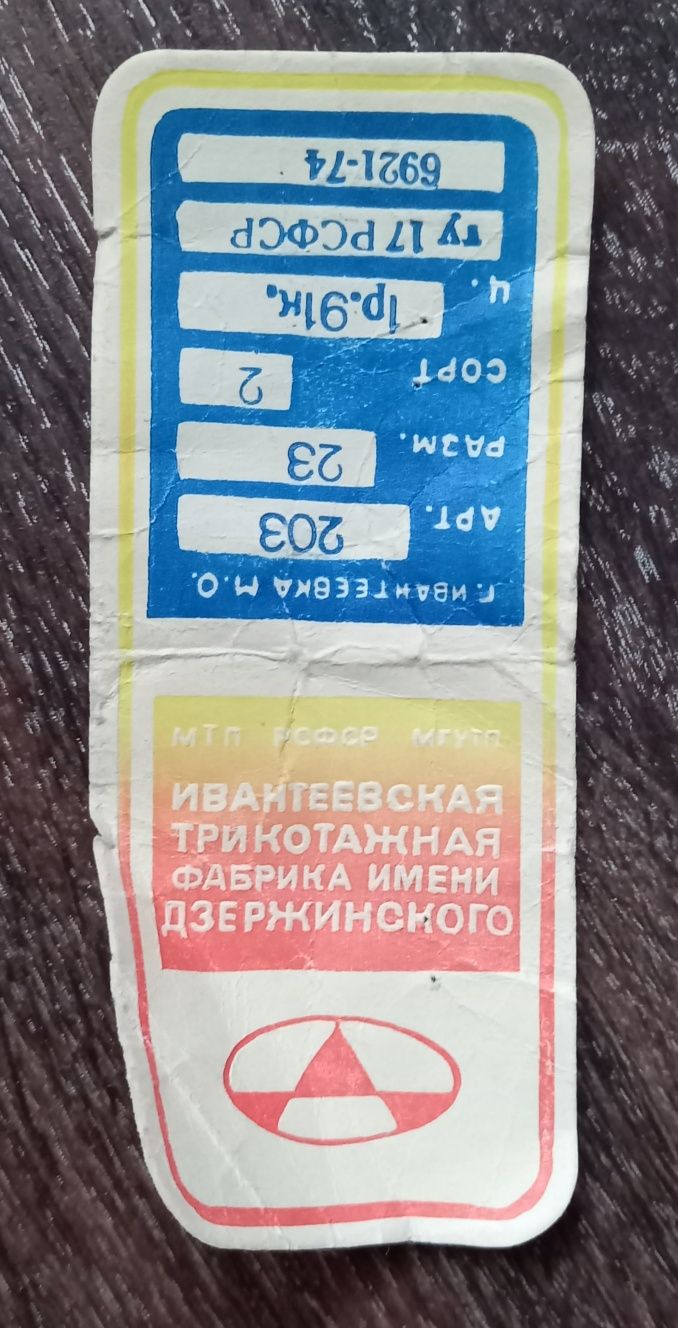 МТП РСФСР МГУТП
ИВАНТЕЕВСКАЯ
ТРИКОТАЖНАЯ
ФАБРИКА ИМЕНИ
ДЗЕРЖИНСКОГО
Г. ИВАНТЕЕВКА М.О.
АРТ. 203
РАЗМ. 23
СОРТ 2
Ц. 1р.91к.
ту 17 РСФСР
6921-74